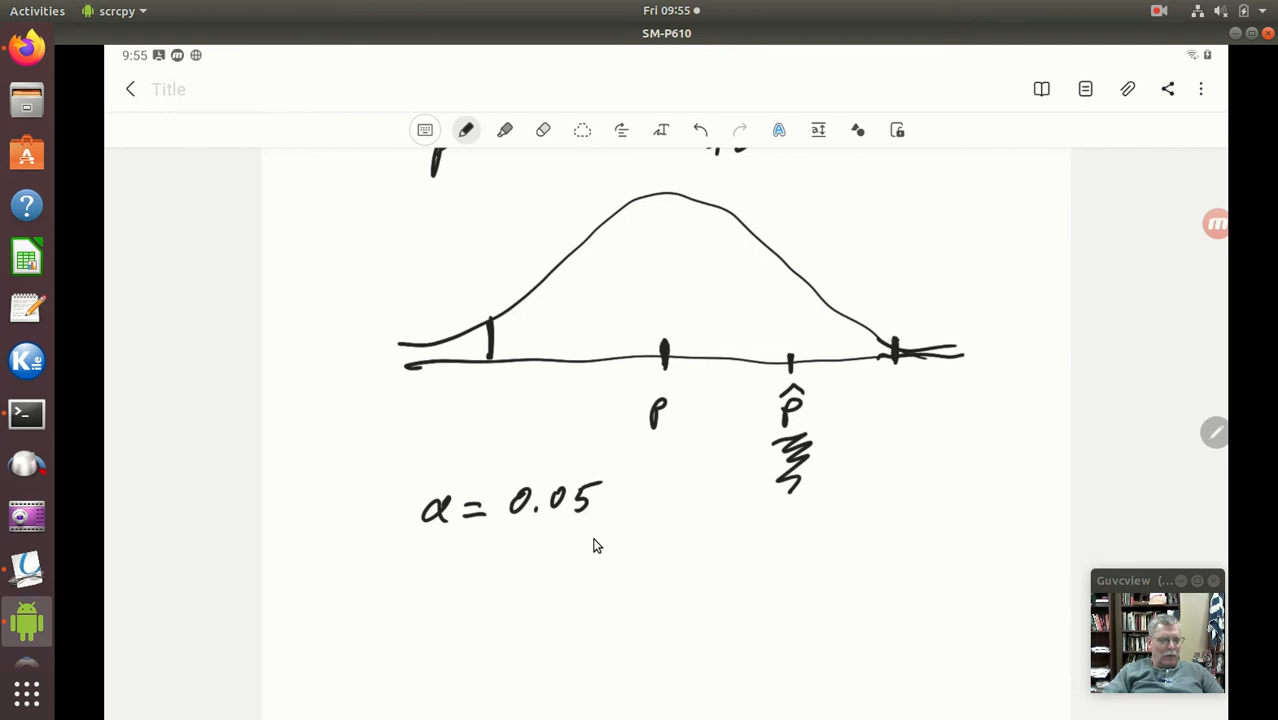 Activities scrcpy Fri 09:55
SM-P610
9:55
Title
p
p p̂
α = 0.05
Guvcview (...